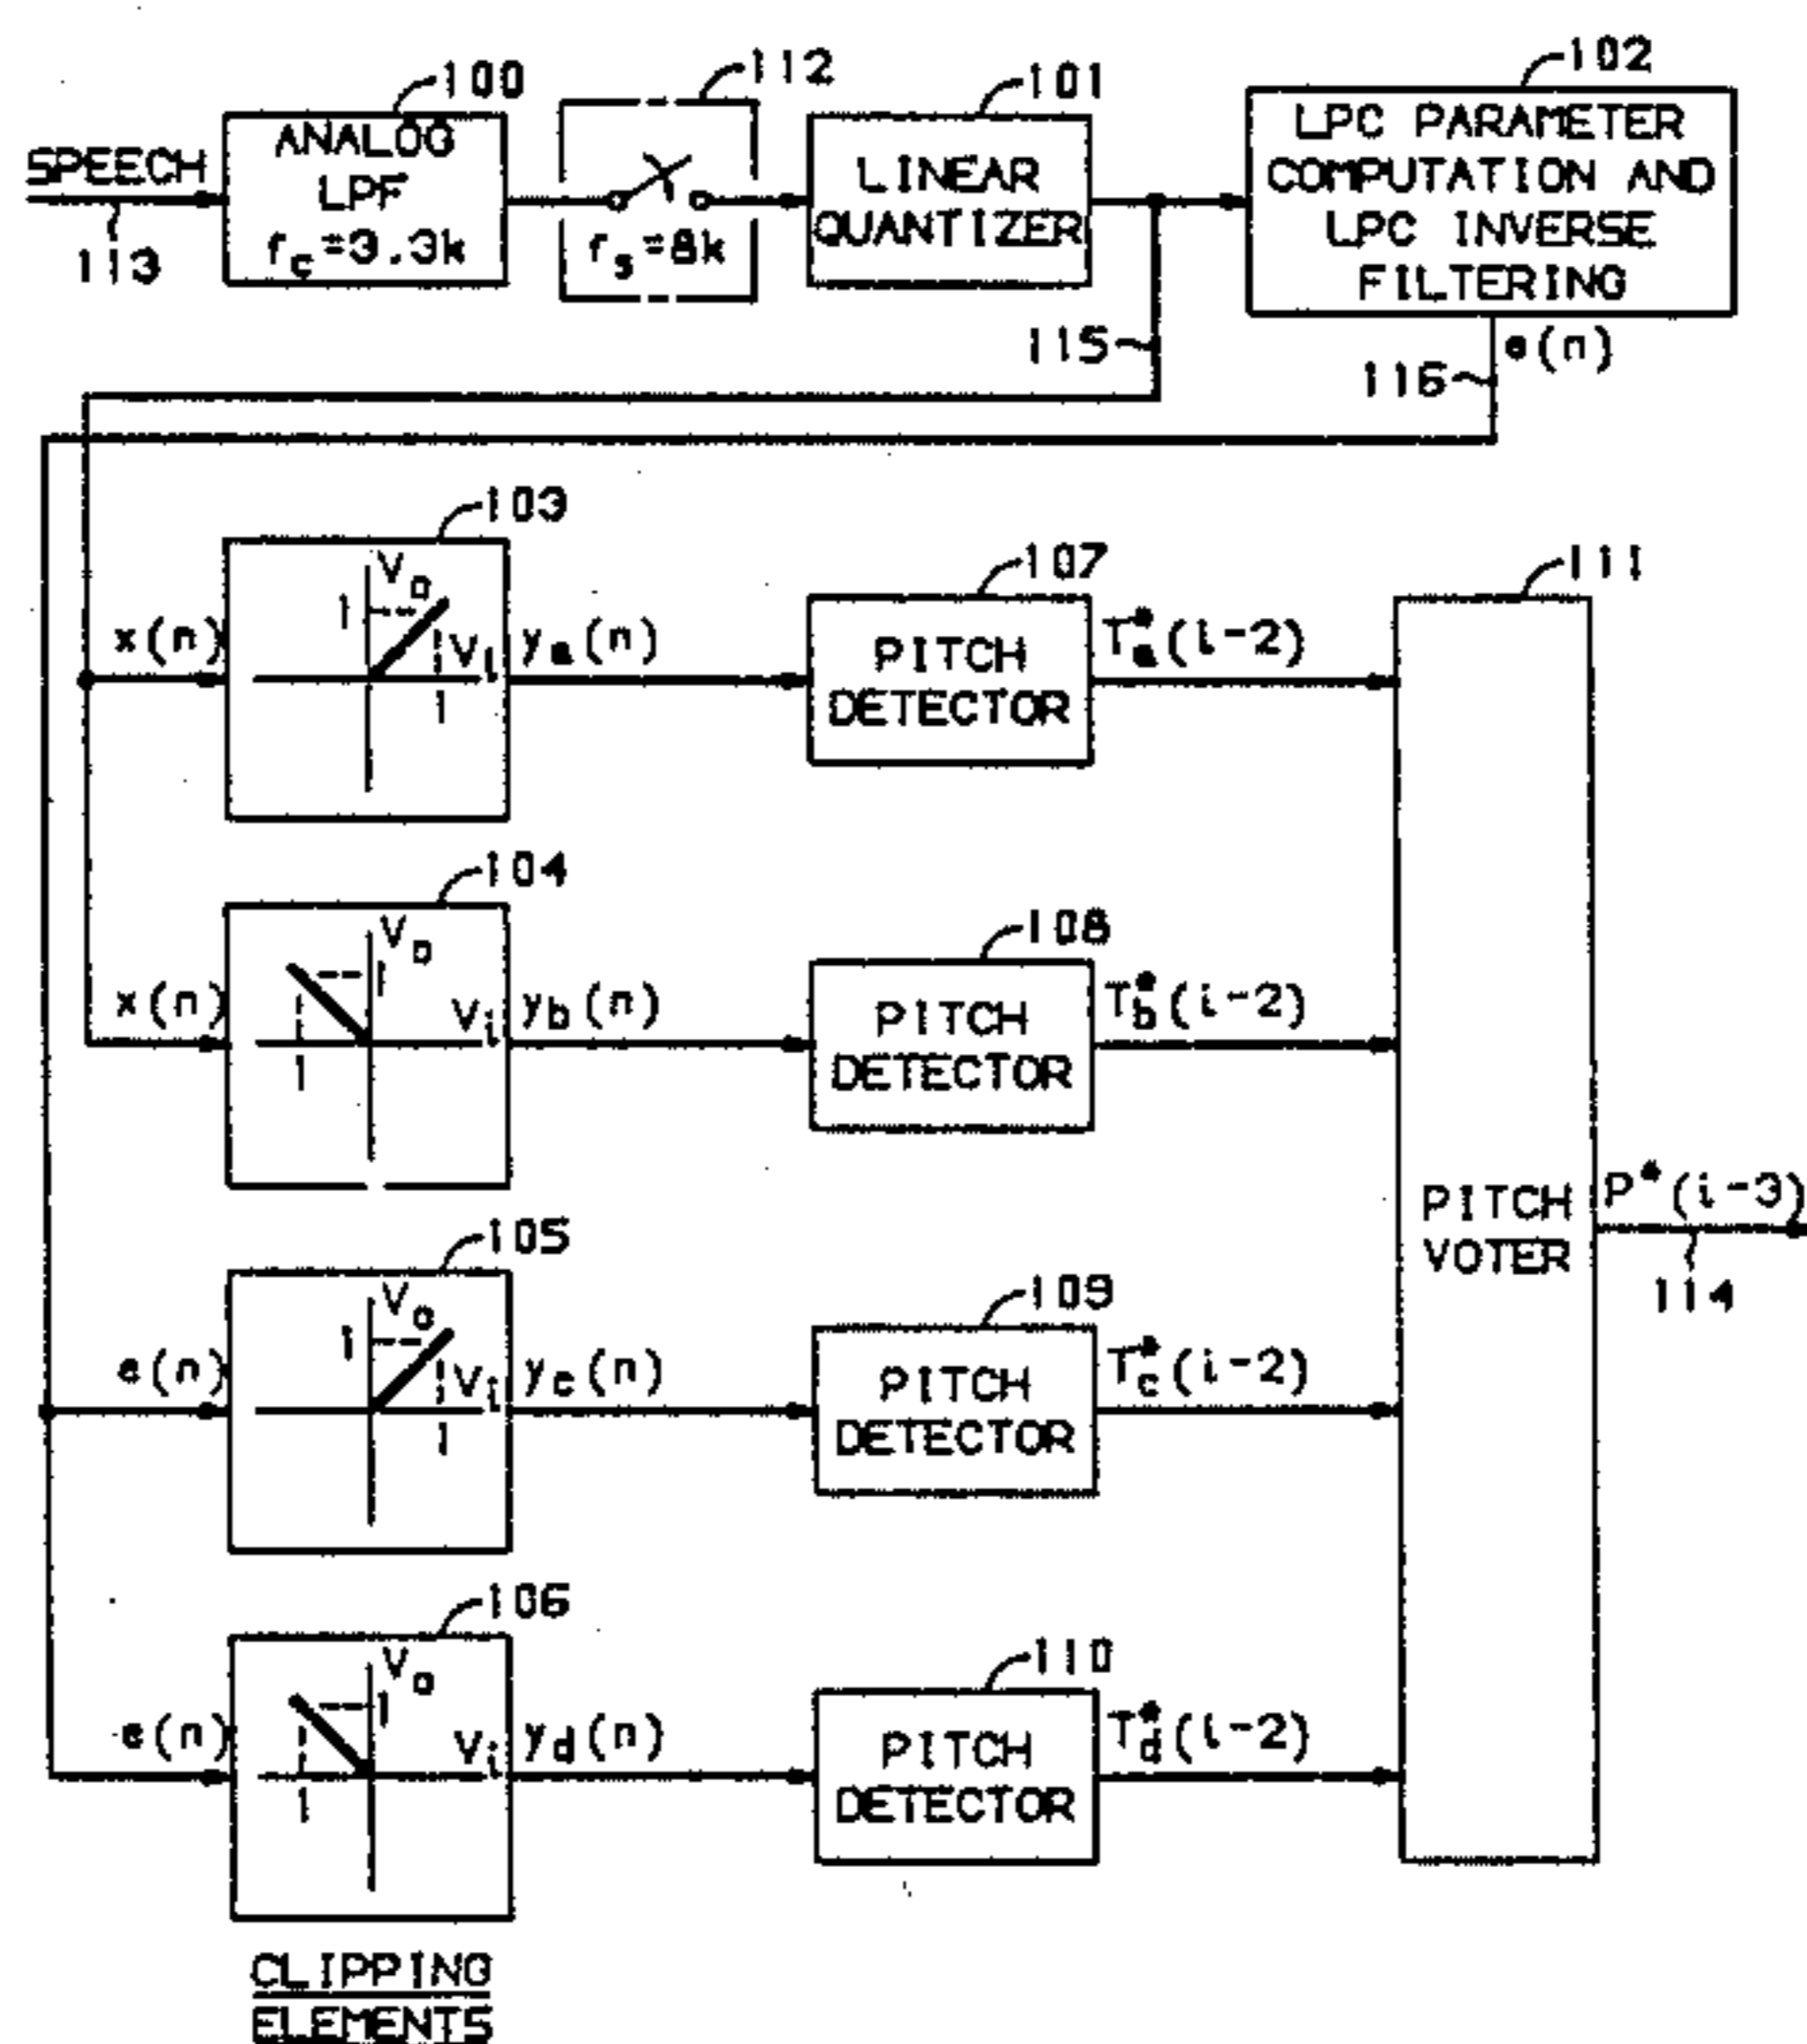 100
112
101
102
SPEECH
113
ANALOG
LPF
f_c=3.3k
f_s=8k
LINEAR
QUANTIZER
LPC PARAMETER
COMPUTATION AND
LPC INVERSE
FILTERING
115
116
e(n)
103
x(n)
V_o
1
V_i
1
y_a(n)
107
PITCH
DETECTOR
T*_a(i-2)
111
104
x(n)
V_o
1
V_i
1
y_b(n)
108
PITCH
DETECTOR
T*_b(i-2)
PITCH
VOTER
P*(i-3)
114
105
e(n)
V_o
1
V_i
1
y_c(n)
109
PITCH
DETECTOR
T*_c(i-2)
106
e(n)
V_o
1
V_i
1
y_d(n)
110
PITCH
DETECTOR
T*_d(i-2)
CLIPPING
ELEMENTS